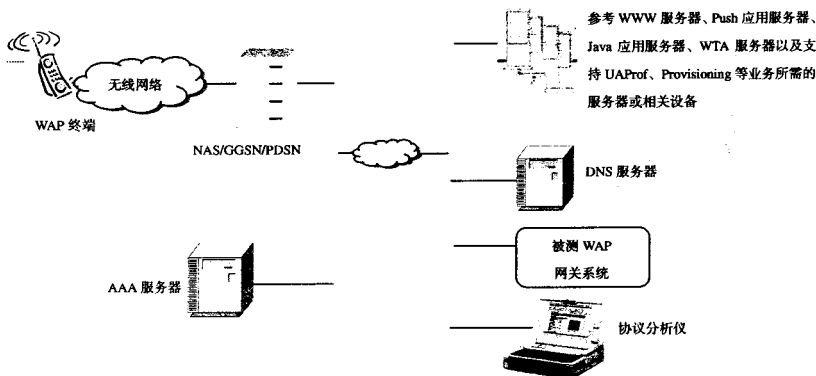 参考 WWW 服务器、Push 应用服务器、
Java 应用服务器、WTA 服务器以及支
持 UAProf、Provisioning 等业务所需的
服务器或相关设备
无线网络
WAP 终端
NAS/GGSN/PDSN
DNS 服务器
被测 WAP
网关系统
AAA 服务器
协议分析仪